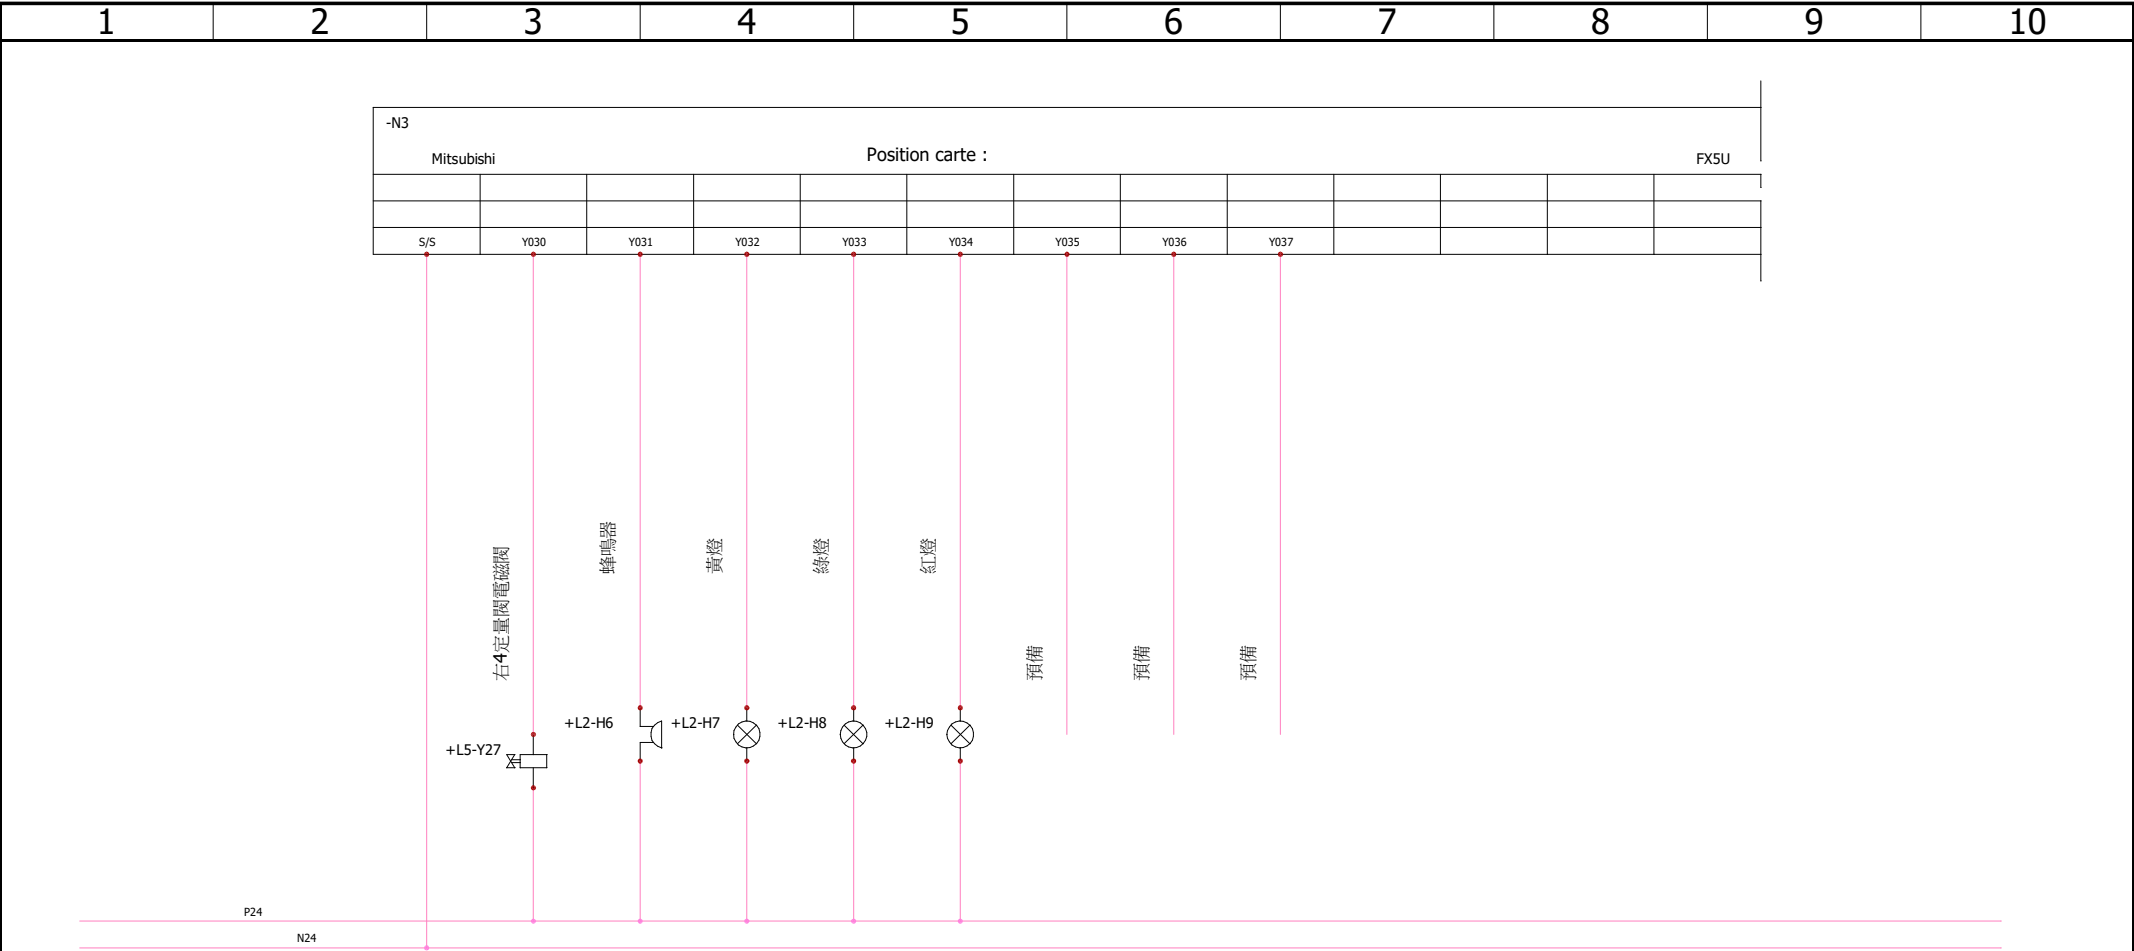 1 2 3 4 5 6 7 8 9 10
-N3
Mitsubishi Position carte : FX5U
S/S Y030 Y031 Y032 Y033 Y034 Y035 Y036 Y037
右4定量閥電磁閥
蜂鳴器
黃燈
綠燈
紅燈
預備
預備
預備
+L5-Y27
+L2-H6
+L2-H7
+L2-H8
+L2-H9
P24
N24